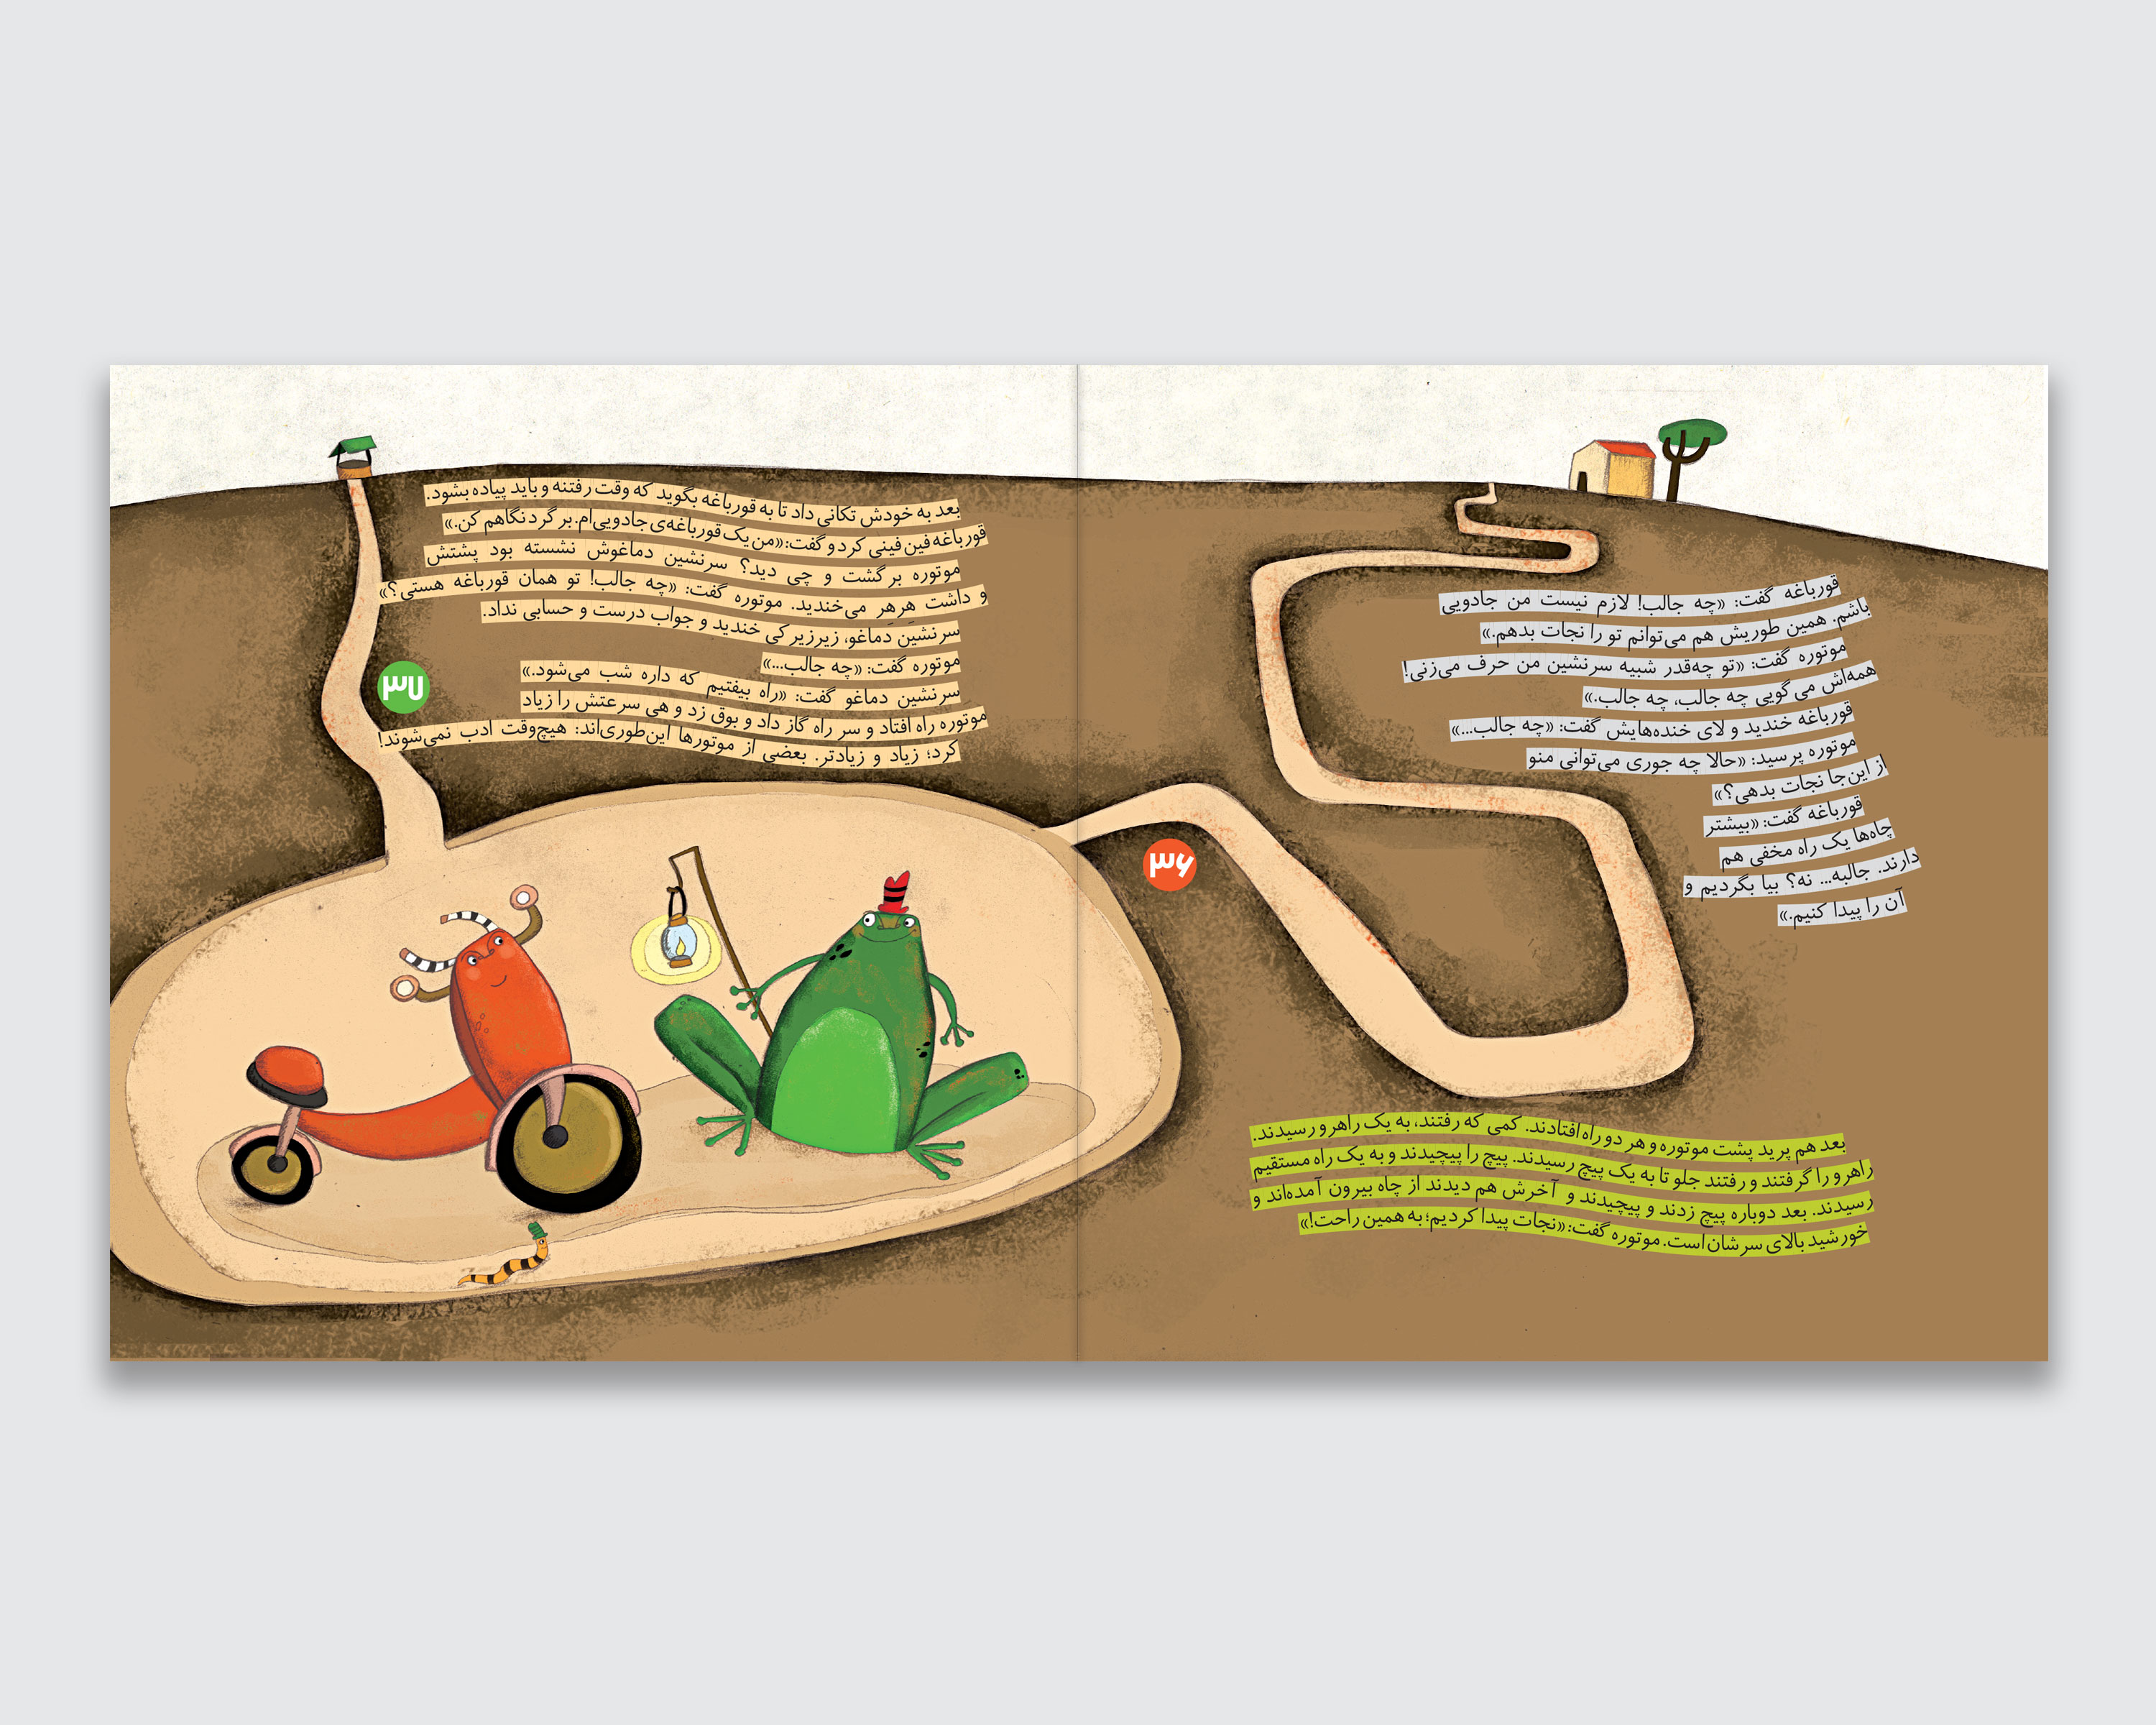 قورباغه گفت: «چه جالب! لازم نیست من جادویی
باشم. همین طوریش هم می‌توانم تو را نجات بدهم.»
موتوره گفت: «تو چه‌قدر شبیه سرنشین من حرف می‌زنی!
همه‌اش می‌گویی چه جالب، چه جالب.»
قورباغه خندید و لای خنده‌هایش گفت: «چه جالب...»
موتوره پرسید: «حالا چه جوری می‌توانی منو
از این‌جا نجات بدهی؟»
قورباغه گفت: «بیشتر
چاه‌ها یک راه مخفی هم
دارند. جالبه... نه؟ بیا بگردیم و
آن را پیدا کنیم.»
۳۶
بعد هم پرید پشت موتوره و هر دو راه افتادند. کمی که رفتند، به یک راهرو رسیدند.
راهرو را گرفتند و رفتند جلو تا به یک پیچ رسیدند. پیچ را پیچیدند و به یک راه مستقیم
رسیدند. بعد دوباره پیچ زدند و پیچیدند و آخرش هم دیدند از چاه بیرون آمده‌اند و
خورشید بالای سرشان است. موتوره گفت: «نجات پیدا کردیم؛ به همین راحت!»
بعد به خودش تکانی داد تا به قورباغه بگوید که وقت رفتنه و باید پیاده بشود.
قورباغه فین فینی کرد و گفت: «من یک قورباغه‌ی جادویی‌ام. برگرد نگاهم کن.»
موتوره برگشت و چی دید؟ سرنشین دماغوش نشسته بود پشتش
و داشت هرهر می‌خندید. موتوره گفت: «چه جالب! تو همان قورباغه هستی؟»
سرنشین دماغو، زیرزیرکی خندید و جواب درست و حسابی نداد.
موتوره گفت: «چه جالب...»
سرنشین دماغو گفت: «راه بیفتیم که داره شب می‌شود.»
موتوره راه افتاد و سر راه گاز داد و بوق زد و هی سرعتش را زیاد
کرد؛ زیاد و زیادتر. بعضی از موتورها این‌طوری‌اند: هیچ‌وقت ادب نمی‌شوند!
۳۷